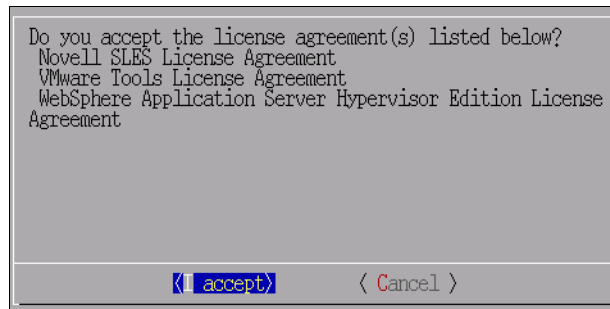 Do you accept the license agreement(s) listed below?
Novell SLES License Agreement
VMware Tools License Agreement
WebSphere Application Server Hypervisor Edition License
Agreement
<I accept> < Cancel >